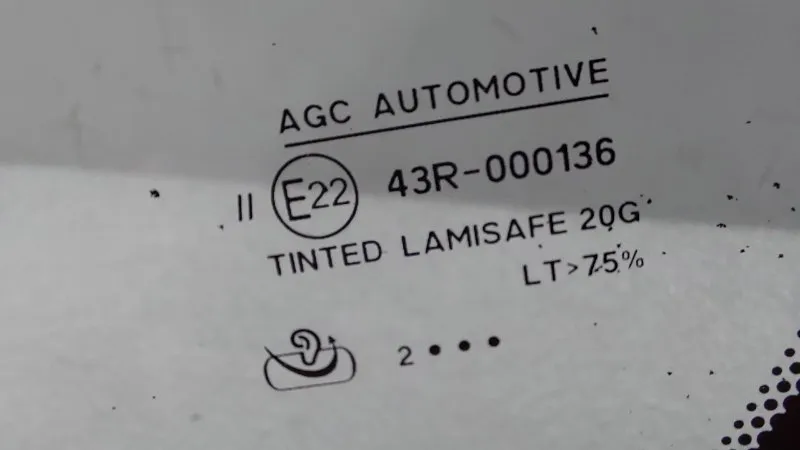 AGC AUTOMOTIVE
II E22 43R-000136
TINTED LAMISAFE 20G
LT>75%
2 • • •